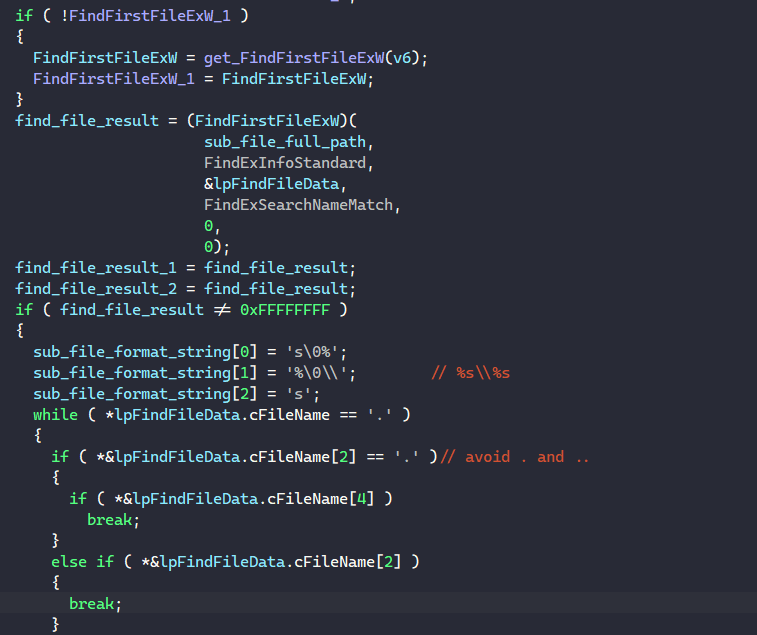 if ( !FindFirstFileExW_1 )
{
FindFirstFileExW = get_FindFirstFileExW(v6);
FindFirstFileExW_1 = FindFirstFileExW;
}
find_file_result = (FindFirstFileExW)(
sub_file_full_path,
FindExInfoStandard,
&lpFindFileData,
FindExSearchNameMatch,
0,
0);
find_file_result_1 = find_file_result;
find_file_result_2 = find_file_result;
if ( find_file_result ≠ 0xFFFFFFFF )
{
sub_file_format_string[0] = 's\0%';
sub_file_format_string[1] = '%\0\\'; // %s\\%s
sub_file_format_string[2] = 's';
while ( *lpFindFileData.cFileName == '.' )
{
if ( *&lpFindFileData.cFileName[2] == '.' )// avoid . and ..
{
if ( *&lpFindFileData.cFileName[4] )
break;
}
else if ( *&lpFindFileData.cFileName[2] )
{
break;
}